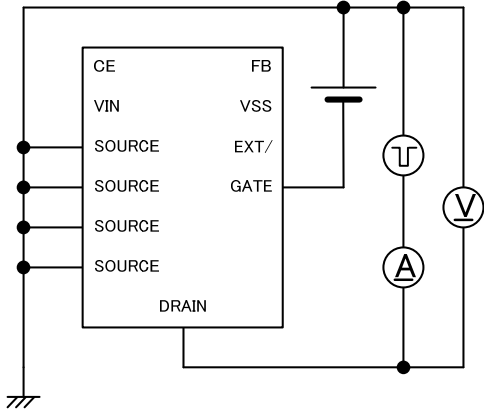 CE FB
VIN VSS
SOURCE EXT/
SOURCE GATE
SOURCE
SOURCE
DRAIN
V
A